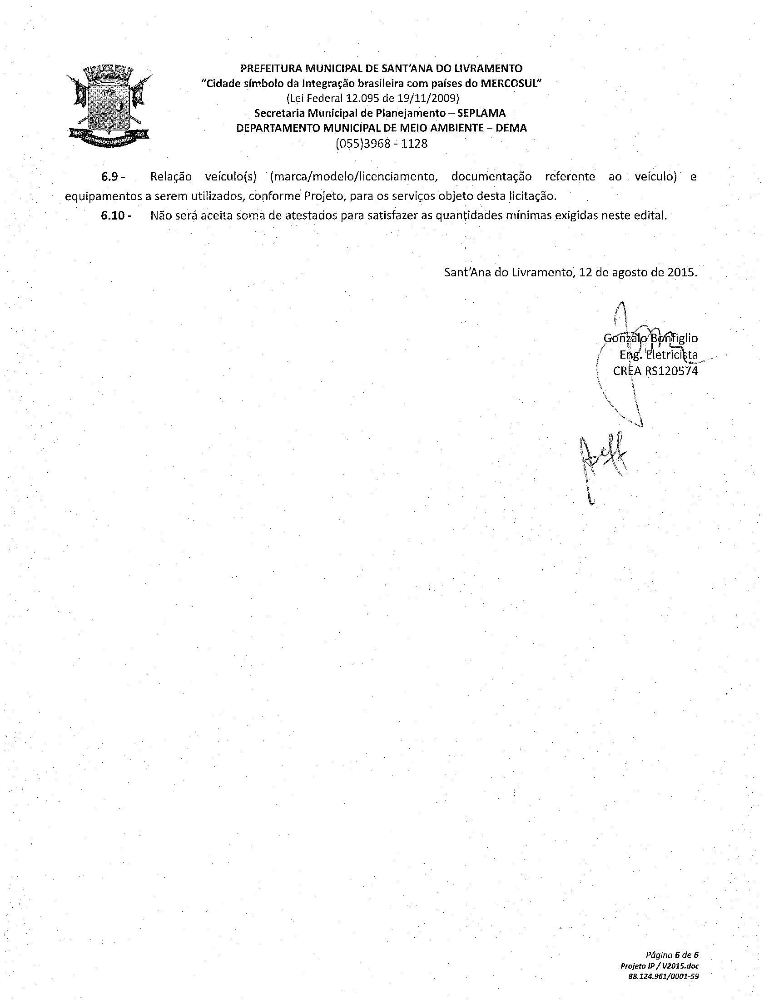 PREFEITURA MUNICIPAL DE SANT'ANA DO LIVRAMENTO
"Cidade símbolo da Integração brasileira com países do MERCOSUL"
(Lei Federal 12.095 de 19/11/2009)
Secretaria Municipal de Planejamento – SEPLAMA
DEPARTAMENTO MUNICIPAL DE MEIO AMBIENTE – DEMA
(055)3968 - 1128
6.9 - Relação veículo(s) (marca/modelo/licenciamento, documentação referente ao veículo) e
equipamentos a serem utilizados, conforme Projeto, para os serviços objeto desta licitação.
6.10 - Não será aceita soma de atestados para satisfazer as quantidades mínimas exigidas neste edital.
Sant'Ana do Livramento, 12 de agosto de 2015.
Gonzalo Bonfiglio
Eng. Eletricista
CREA RS120574
Página 6 de 6
Projeto IP / V2015.doc
88.124.961/0001-59